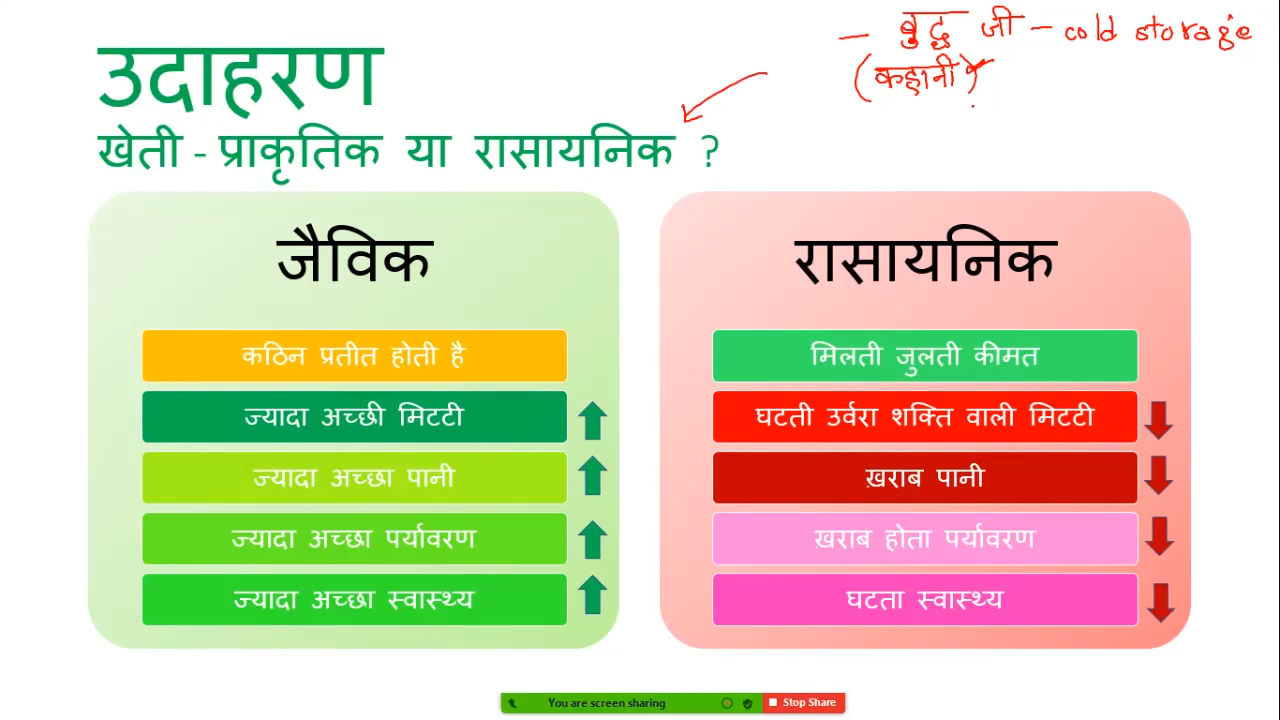 – बुद्ध जी – cold storage
(कहानी)
उदाहरण
खेती - प्राकृतिक या रासायनिक ?
जैविक
कठिन प्रतीत होती है
ज्यादा अच्छी मिटटी
ज्यादा अच्छा पानी
ज्यादा अच्छा पर्यावरण
ज्यादा अच्छा स्वास्थ्य
रासायनिक
मिलती जुलती कीमत
घटती उर्वरा शक्ति वाली मिटटी
ख़राब पानी
ख़राब होता पर्यावरण
घटता स्वास्थ्य
You are screen sharing
Stop Share